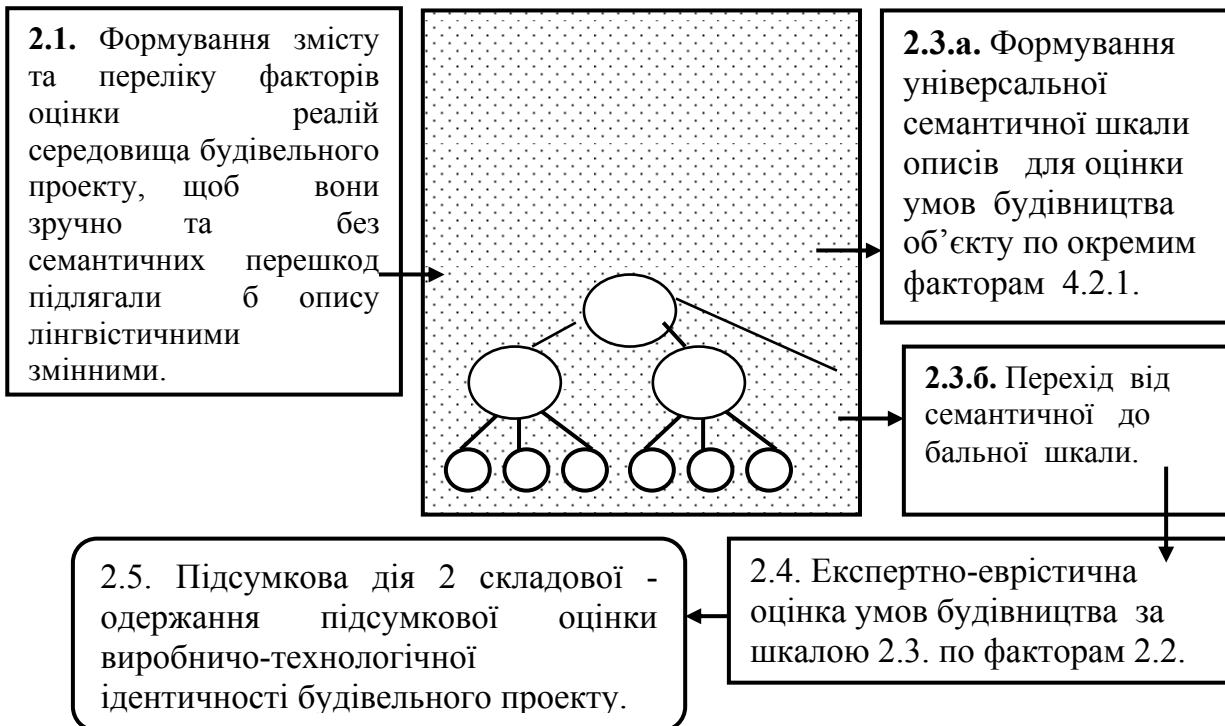 2.1. Формування змісту
та переліку факторів
оцінки реалій
середовища будівельного
проекту, щоб вони
зручно та без
семантичних перешкод
підлягали б опису
лінгвістичними
змінними.
2.3.а. Формування
універсальної
семантичної шкали
описів для оцінки
умов будівництва
об’єкту по окремим
факторам 4.2.1.
2.3.б. Перехід від
семантичної до
бальної шкали.
2.4. Експертно-еврістична
оцінка умов будівництва за
шкалою 2.3. по факторам 2.2.
2.5. Підсумкова дія 2 складової -
одержання підсумкової оцінки
виробничо-технологічної
ідентичності будівельного проекту.